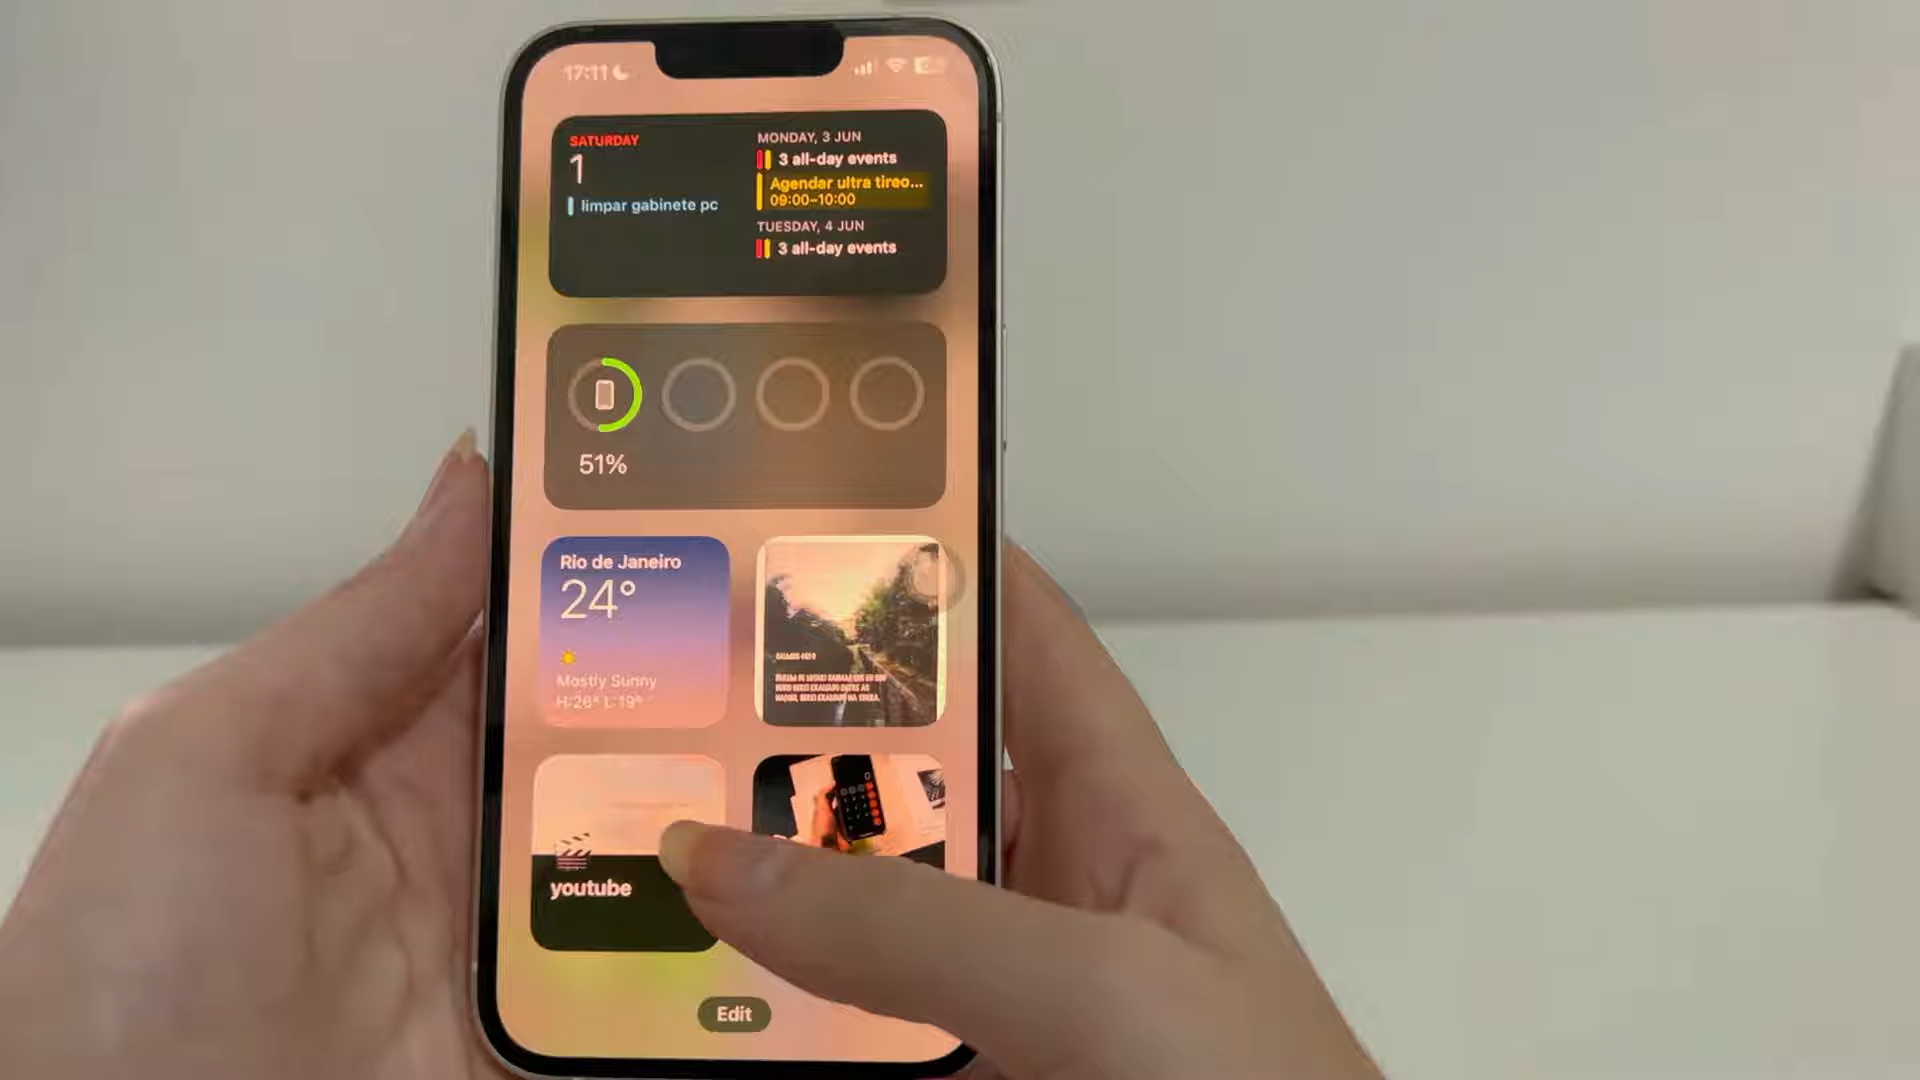 17:11
SATURDAY
1
limpar gabinete pc
MONDAY, 3 JUN
3 all-day events
Agendar ultra tireo...
09:00–10:00
TUESDAY, 4 JUN
3 all-day events
51%
Rio de Janeiro
24°
Mostly Sunny
H:26° L:19°
youtube
Edit